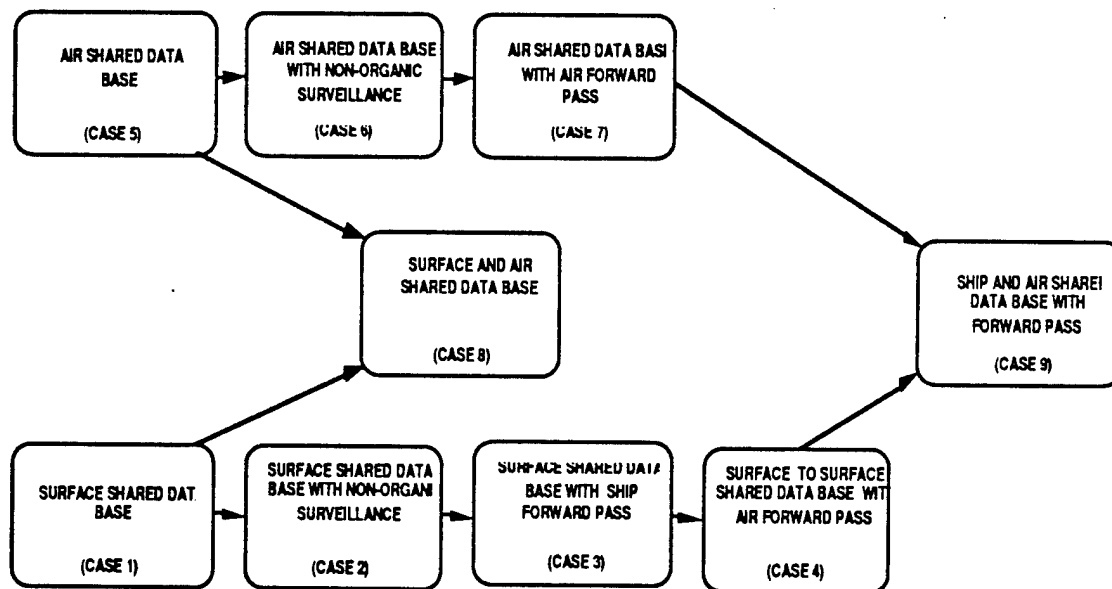 AIR SHARED DATA
BASE
(CASE 5)
AIR SHARED DATA BASE
WITH NON-ORGANIC
SURVEILLANCE
(CASE 6)
AIR SHARED DATA BASI
WITH AIR FORWARD
PASS
(CASE 7)
SURFACE AND AIR
SHARED DATA BASE
(CASE 8)
SHIP AND AIR SHAREI
DATA BASE WITH
FORWARD PASS
(CASE 9)
SURFACE SHARED DAT
BASE
(CASE 1)
SURFACE SHARED DATA
BASE WITH NON-ORGANI
SURVEILLANCE
(CASE 2)
SURFACE SHARED DATA
BASE WITH SHIP
FORWARD PASS
(CASE 3)
SURFACE TO SURFACE
SHARED DATA BASE WIT
AIR FORWARD PASS
(CASE 4)